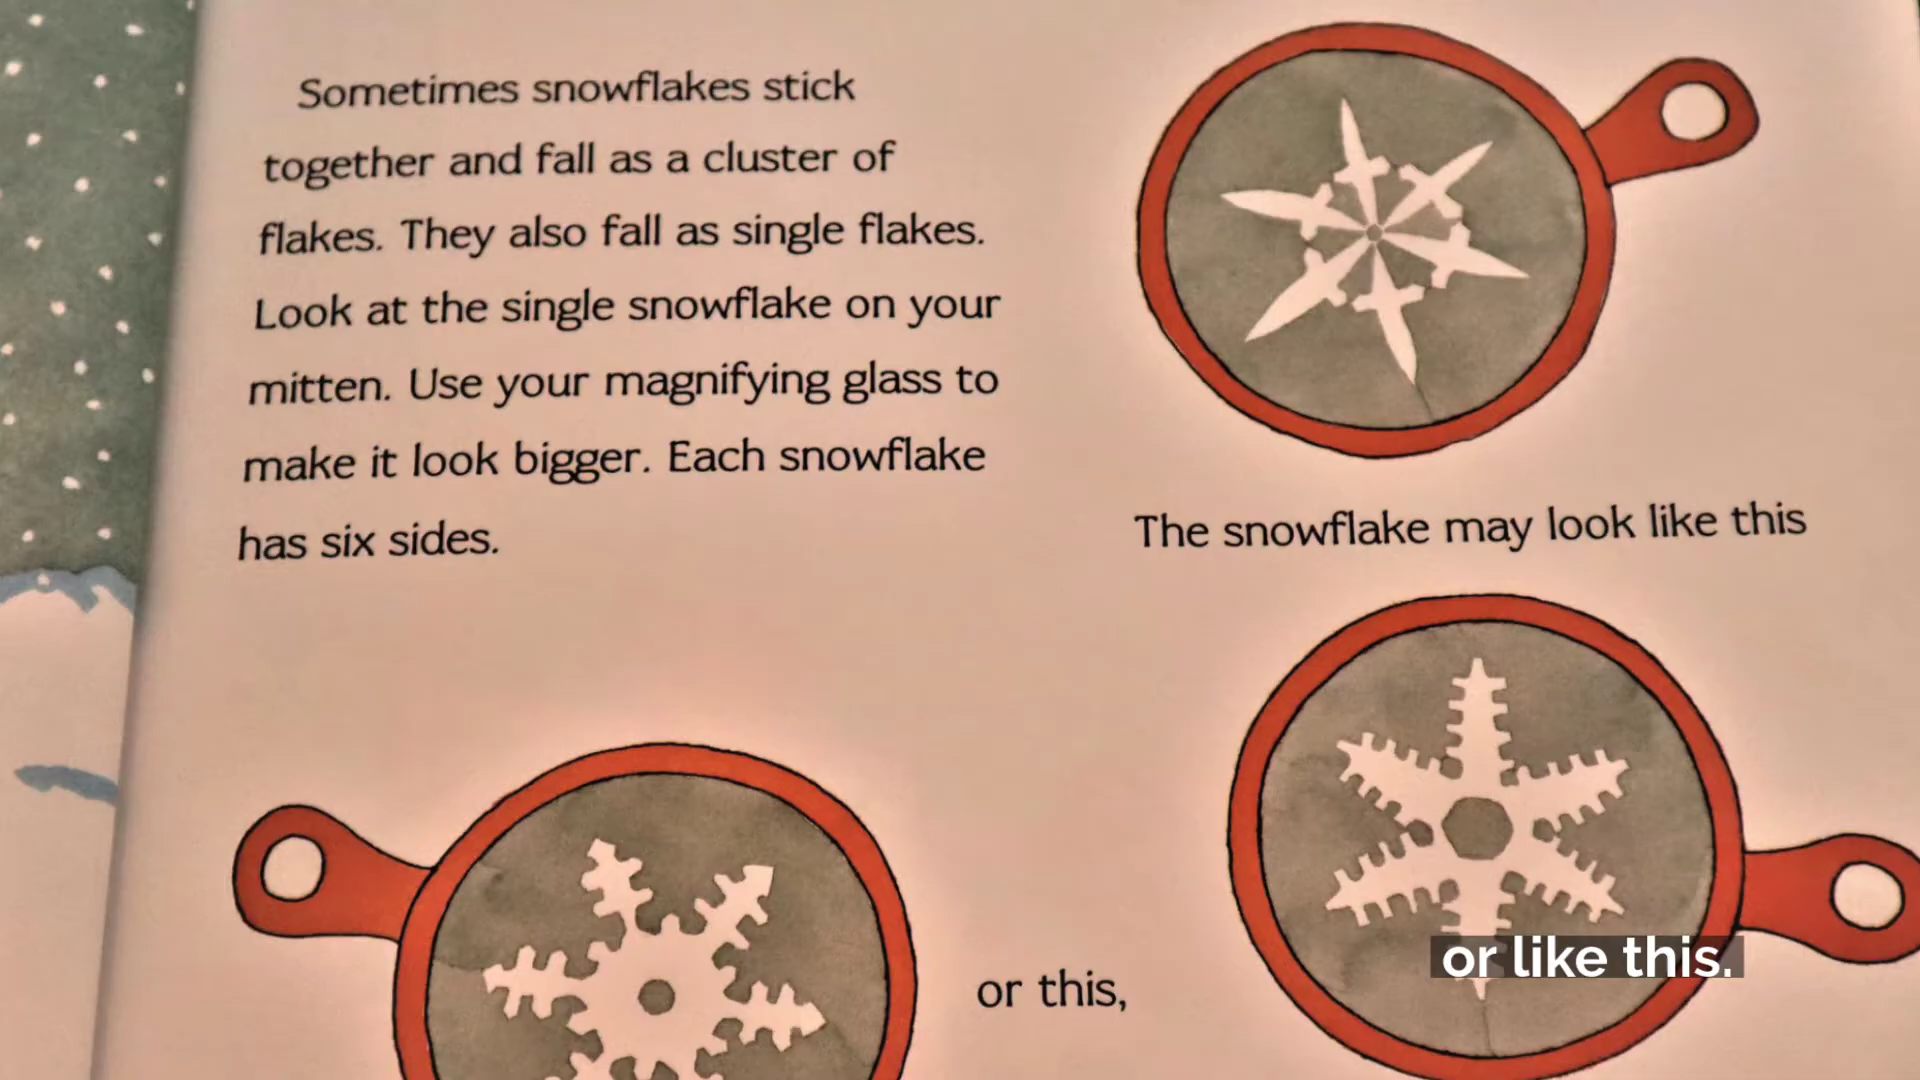 Sometimes snowflakes stick
together and fall as a cluster of
flakes. They also fall as single flakes.
Look at the single snowflake on your
mitten. Use your magnifying glass to
make it look bigger. Each snowflake
has six sides.
The snowflake may look like this
or this,
or like this.